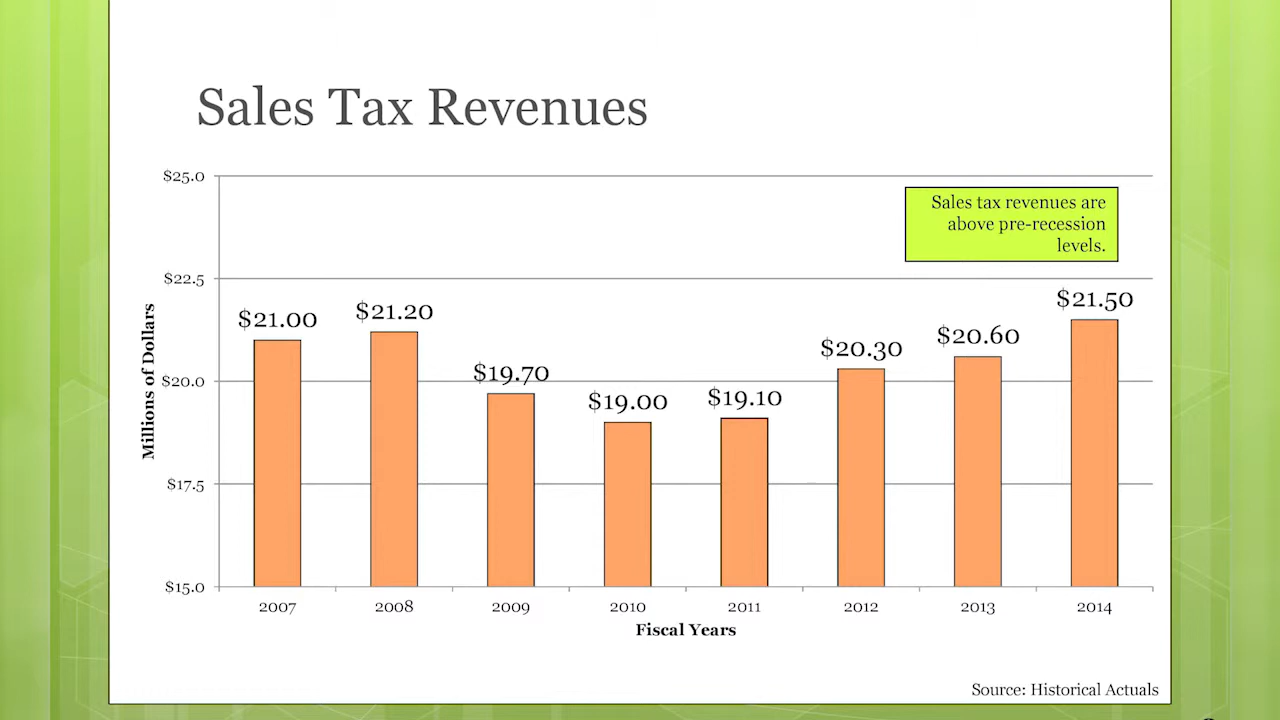 Sales Tax Revenues
$25.0
Sales tax revenues are
above pre-recession
levels.
$22.5
$21.00
$21.20
$19.70
$19.00
$19.10
$20.30
$20.60
$21.50
Millions of Dollars
$20.0
$17.5
$15.0
2007 2008 2009 2010 2011 2012 2013 2014
Fiscal Years
Source: Historical Actuals